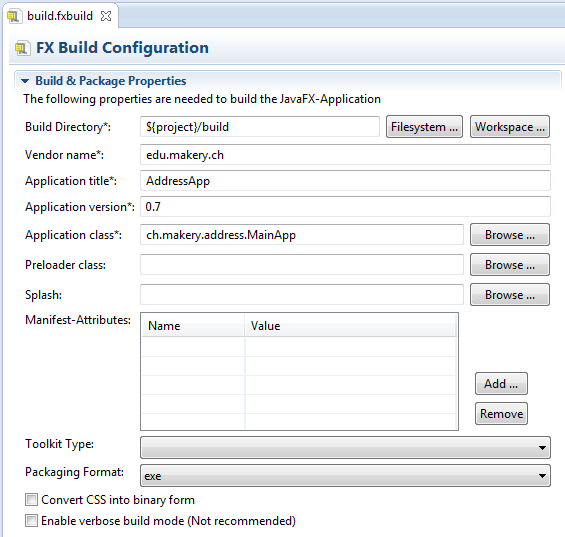 build.fxbuild
FX Build Configuration
Build & Package Properties
The following properties are needed to build the JavaFX-Application
Build Directory*: ${project}/build Filesystem ... Workspace ...
Vendor name*: edu.makery.ch
Application title*: AddressApp
Application version*: 0.7
Application class*: ch.makery.address.MainApp Browse ...
Preloader class: Browse ...
Splash: Browse ...
Manifest-Attributes: Name Value
Add ...
Remove
Toolkit Type:
Packaging Format: exe
Convert CSS into binary form
Enable verbose build mode (Not recommended)